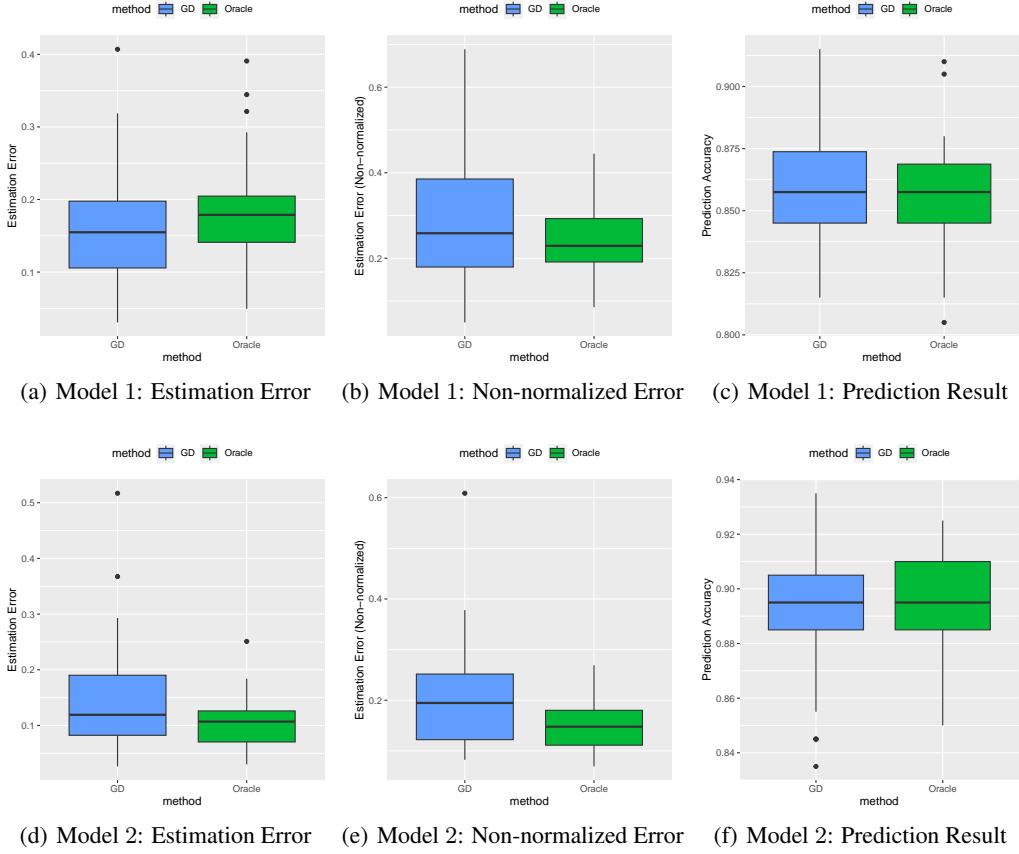 method GD Oracle method GD Oracle method GD Oracle
Estimation Error
0.4
0.3
0.2
0.1
GD Oracle
method
Estimation Error (Non−normalized)
0.6
0.4
0.2
GD Oracle
method
Prediction Accuracy
0.900
0.875
0.850
0.825
0.800
GD Oracle
method
(a) Model 1: Estimation Error (b) Model 1: Non-normalized Error (c) Model 1: Prediction Result
method GD Oracle method GD Oracle method GD Oracle
Estimation Error
0.5
0.4
0.3
0.2
0.1
GD Oracle
method
Estimation Error (Non−normalized)
0.6
0.4
0.2
GD Oracle
method
Prediction Accuracy
0.94
0.92
0.90
0.88
0.86
0.84
GD Oracle
method
(d) Model 2: Estimation Error (e) Model 2: Non-normalized Error (f) Model 2: Prediction Result